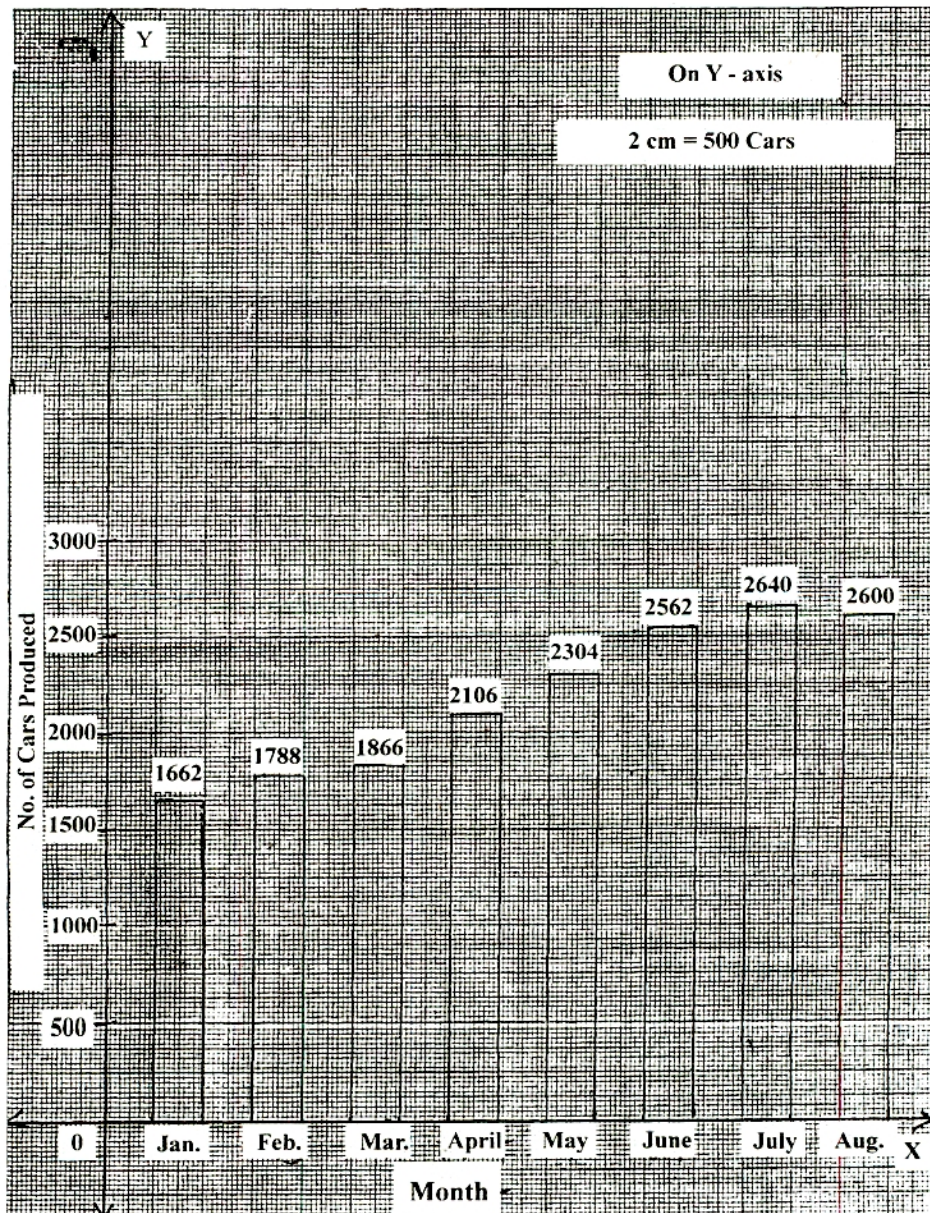 Y
On Y - axis
2 cm = 500 Cars
No. of Cars Produced
3000
2500
2000
1500
1000
500
0
1662
1788
1866
2106
2304
2562
2640
2600
Jan.
Feb.
Mar.
April
May
June
July
Aug.
X
Month